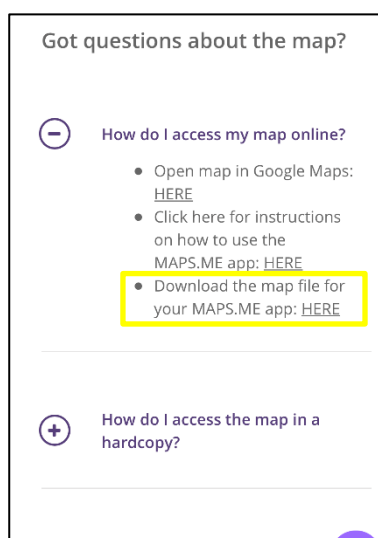 Got questions about the map?
How do I access my map online?
● Open map in Google Maps:
HERE
● Click here for instructions
on how to use the
MAPS.ME app: HERE
● Download the map file for
your MAPS.ME app: HERE
How do I access the map in a
hardcopy?